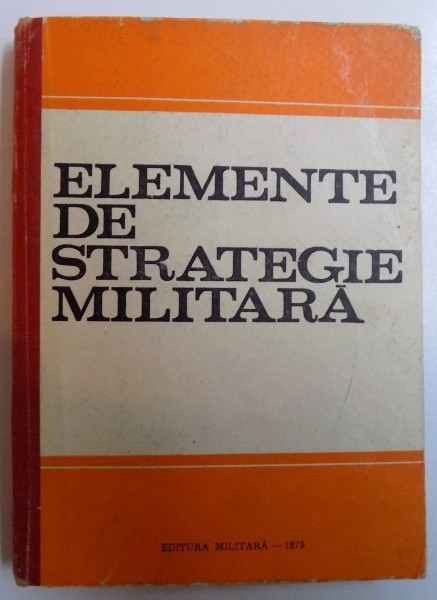 ELEMENTE
DE
STRATEGIE
MILITARĂ
EDITURA MILITARĂ — 1975